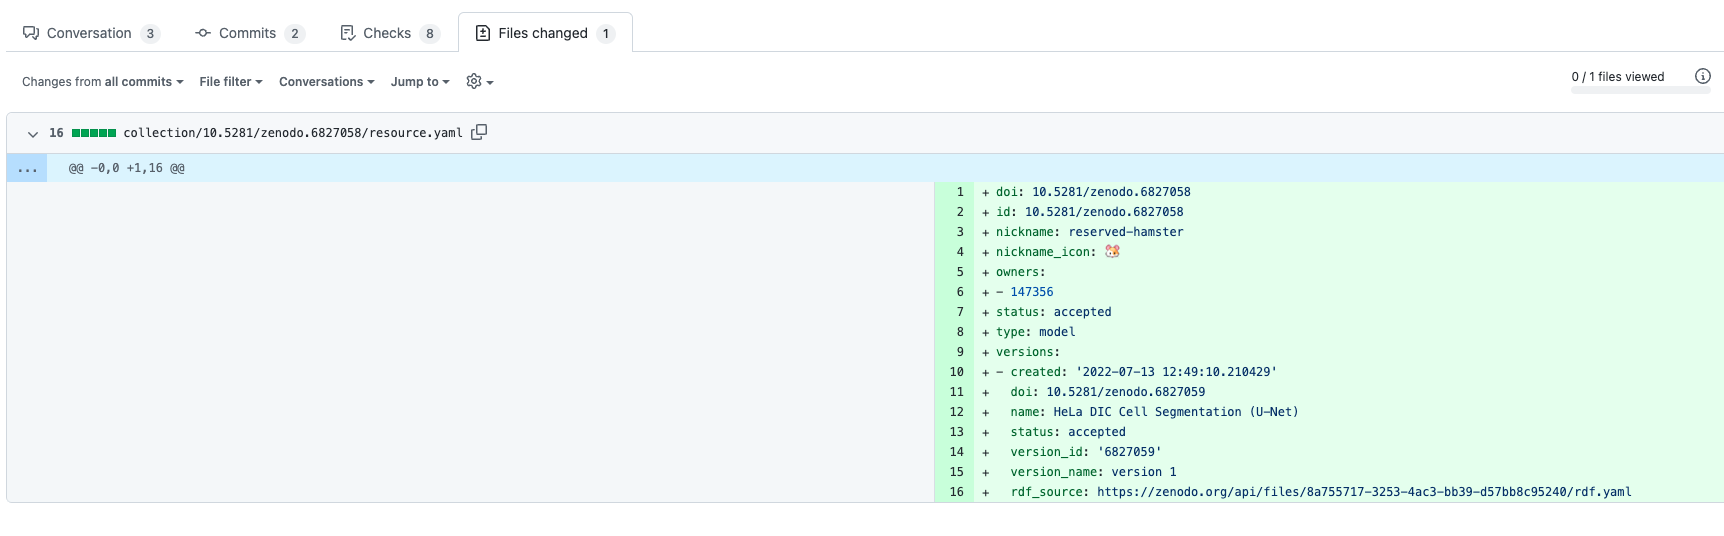 Conversation 3 Commits 2 Checks 8 Files changed 1
Changes from all commits File filter Conversations Jump to
0 / 1 files viewed
16 collection/10.5281/zenodo.6827058/resource.yaml
... @@ -0,0 +1,16 @@
1 + doi: 10.5281/zenodo.6827058
2 + id: 10.5281/zenodo.6827058
3 + nickname: reserved-hamster
4 + nickname_icon: 🐹
5 + owners:
6 + - 147356
7 + status: accepted
8 + type: model
9 + versions:
10 + - created: '2022-07-13 12:49:10.210429'
11 +   doi: 10.5281/zenodo.6827059
12 +   name: HeLa DIC Cell Segmentation (U-Net)
13 +   status: accepted
14 +   version_id: '6827059'
15 +   version_name: version 1
16 +   rdf_source: https://zenodo.org/api/files/8a755717-3253-4ac3-bb39-d57bb8c95240/rdf.yaml